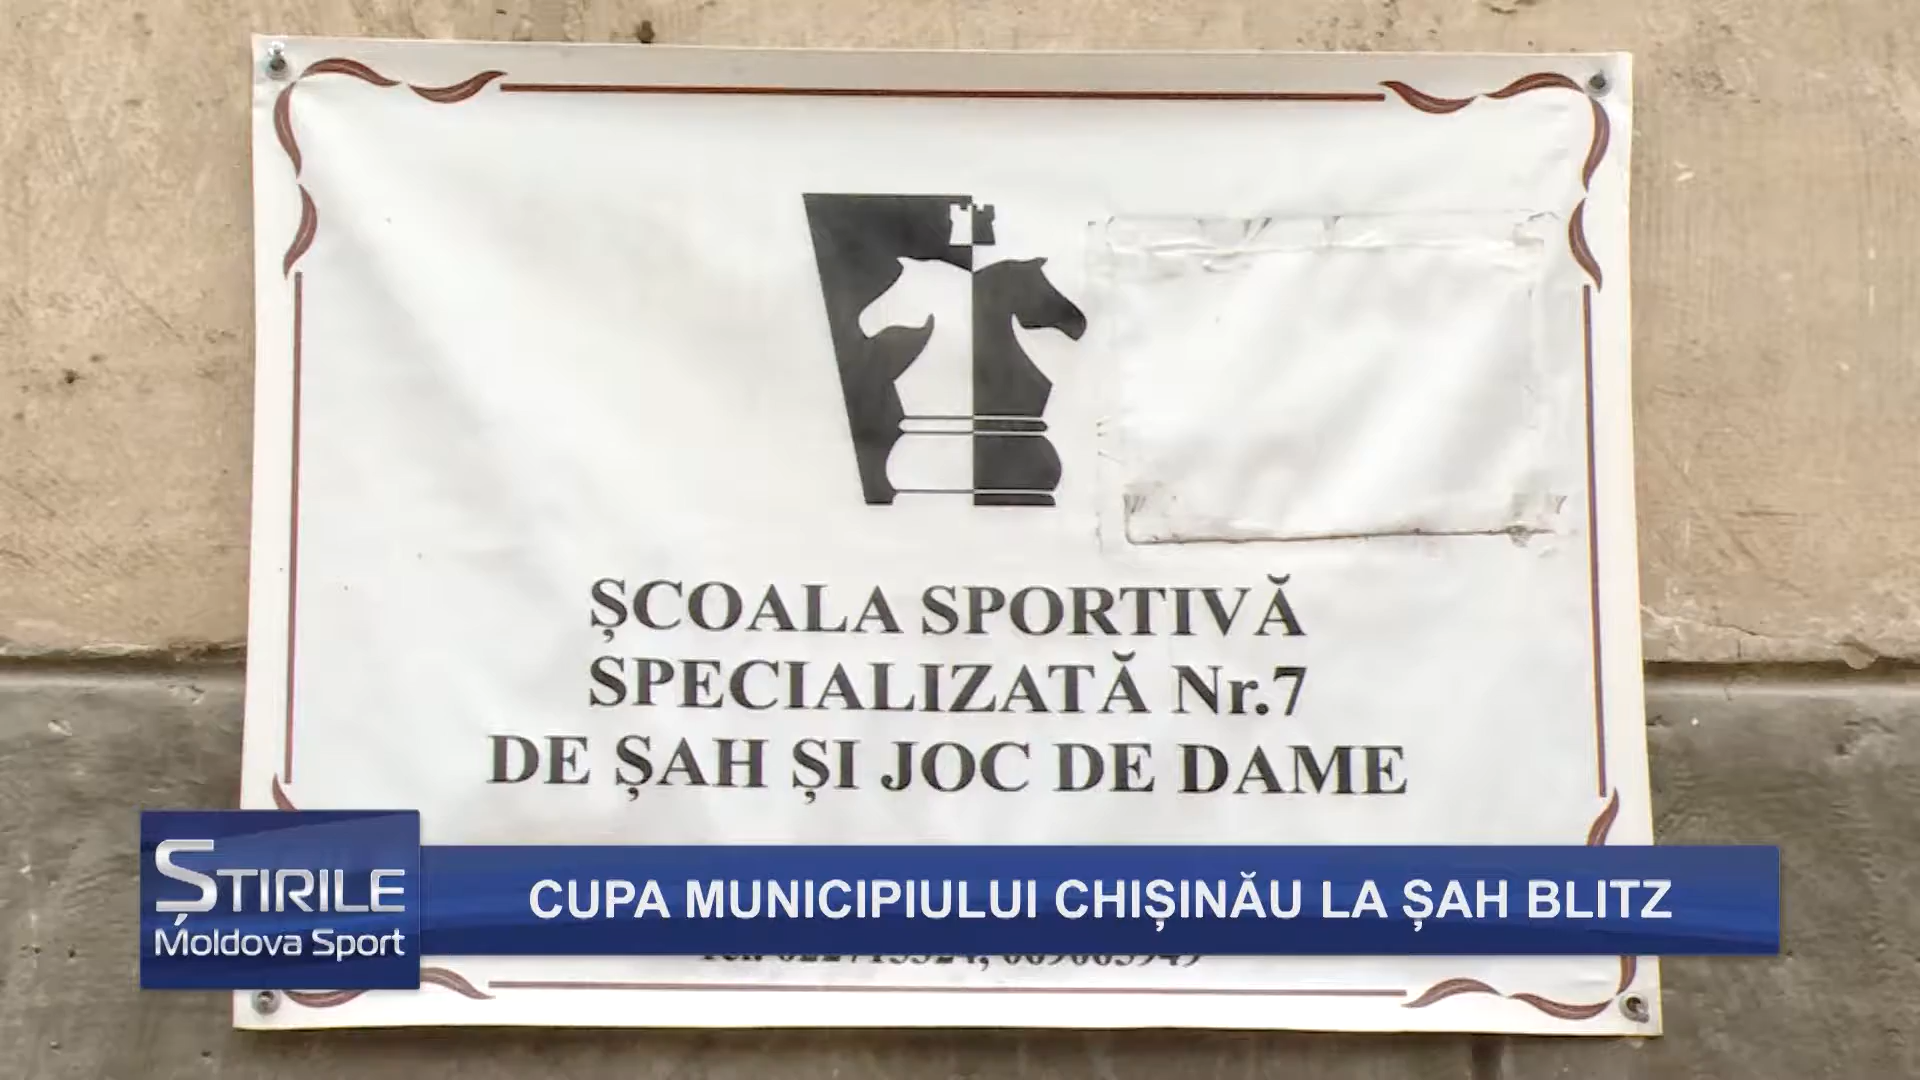 ȘCOALA SPORTIVĂ
SPECIALIZATĂ Nr.7
DE ȘAH ȘI JOC DE DAME
ȘTIRILE
Moldova Sport
CUPA MUNICIPIULUI CHIȘINĂU LA ȘAH BLITZ